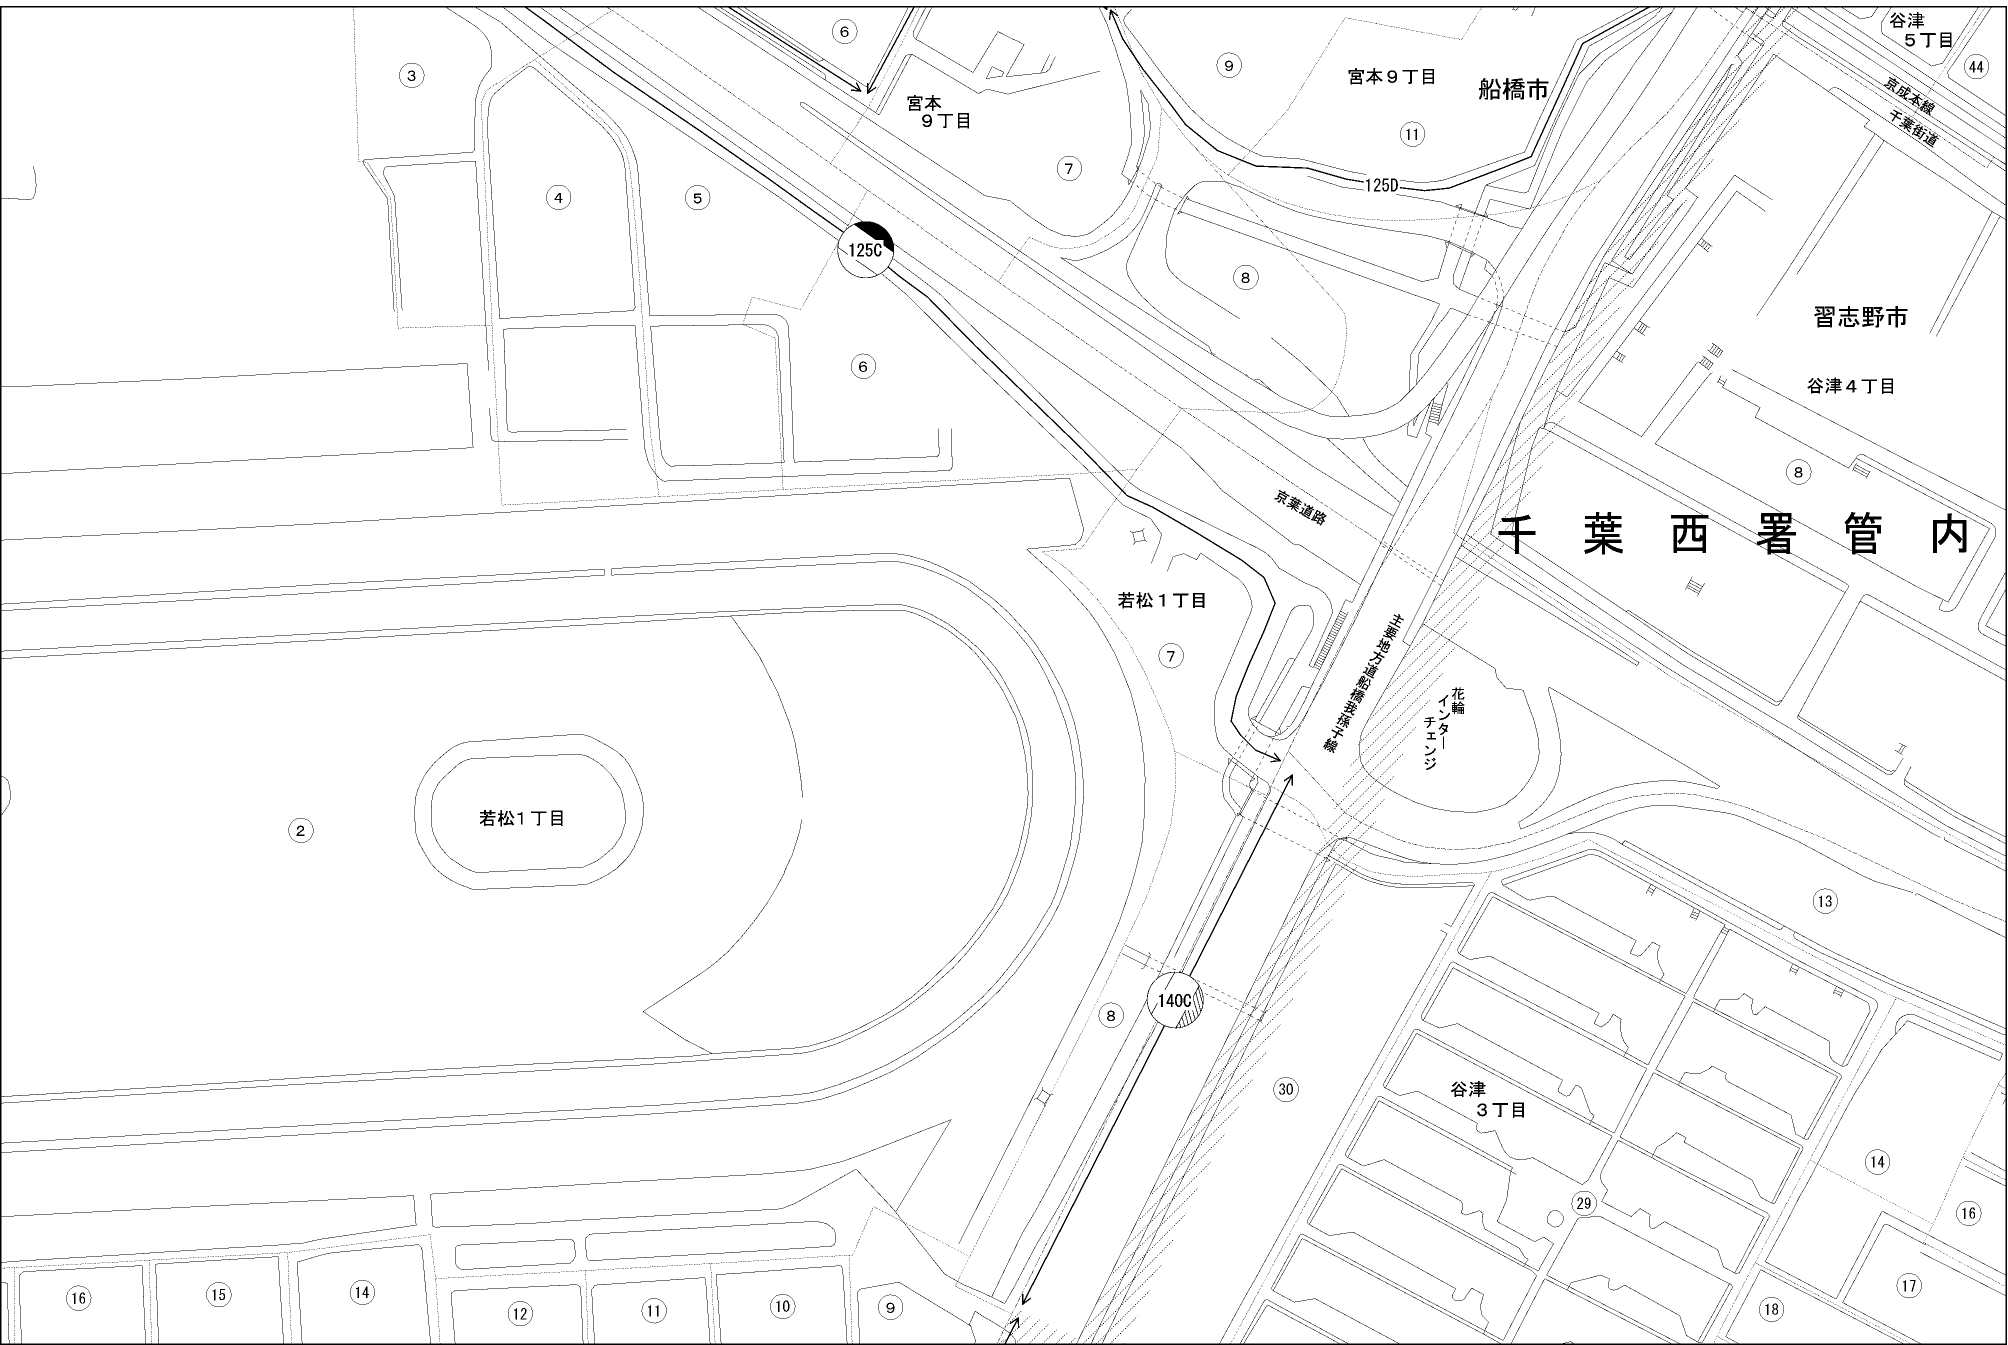 谷津
5丁目
44
京成本線
千葉街道
6
9
宮本9丁目
船橋市
11
3
宮本
9丁目
7
4
5
125D
125C
8
習志野市
6
谷津4丁目
8
京葉道路
千葉西署管内
若松1丁目
7
主要地方道船橋我孫子線
花輪
インター
チェンジ
2
若松1丁目
13
140C
8
30
谷津
3丁目
14
29
16
16
15
14
12
11
10
9
17
18